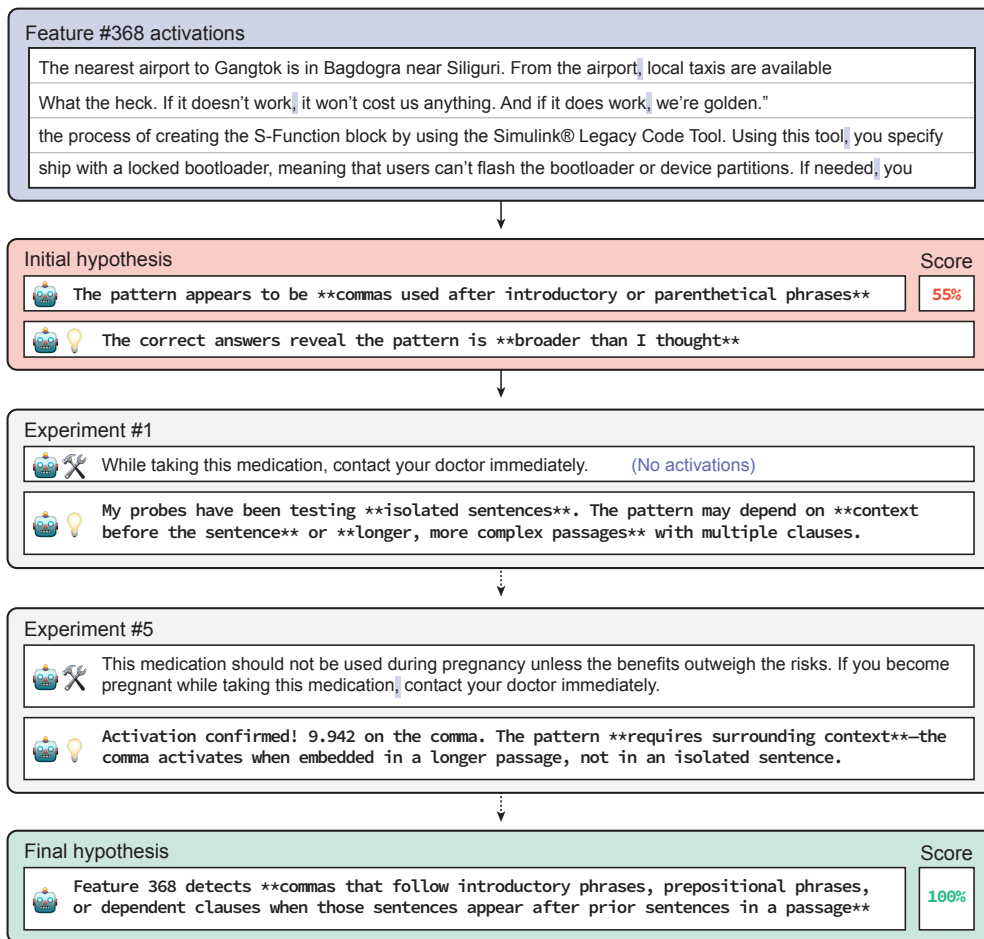 Feature #368 activations
The nearest airport to Gangtok is in Bagdogra near Siliguri. From the airport, local taxis are available
What the heck. If it doesn’t work, it won’t cost us anything. And if it does work, we’re golden.”
the process of creating the S-Function block by using the Simulink® Legacy Code Tool. Using this tool, you specify
ship with a locked bootloader, meaning that users can’t flash the bootloader or device partitions. If needed, you
Initial hypothesis
Score
The pattern appears to be **commas used after introductory or parenthetical phrases**
55%
The correct answers reveal the pattern is **broader than I thought**
Experiment #1
While taking this medication, contact your doctor immediately. (No activations)
My probes have been testing **isolated sentences**. The pattern may depend on **context
before the sentence** or **longer, more complex passages** with multiple clauses.
Experiment #5
This medication should not be used during pregnancy unless the benefits outweigh the risks. If you become
pregnant while taking this medication, contact your doctor immediately.
Activation confirmed! 9.942 on the comma. The pattern **requires surrounding context**—the
comma activates when embedded in a longer passage, not in an isolated sentence.
Final hypothesis
Score
Feature 368 detects **commas that follow introductory phrases, prepositional phrases,
or dependent clauses when those sentences appear after prior sentences in a passage**
100%